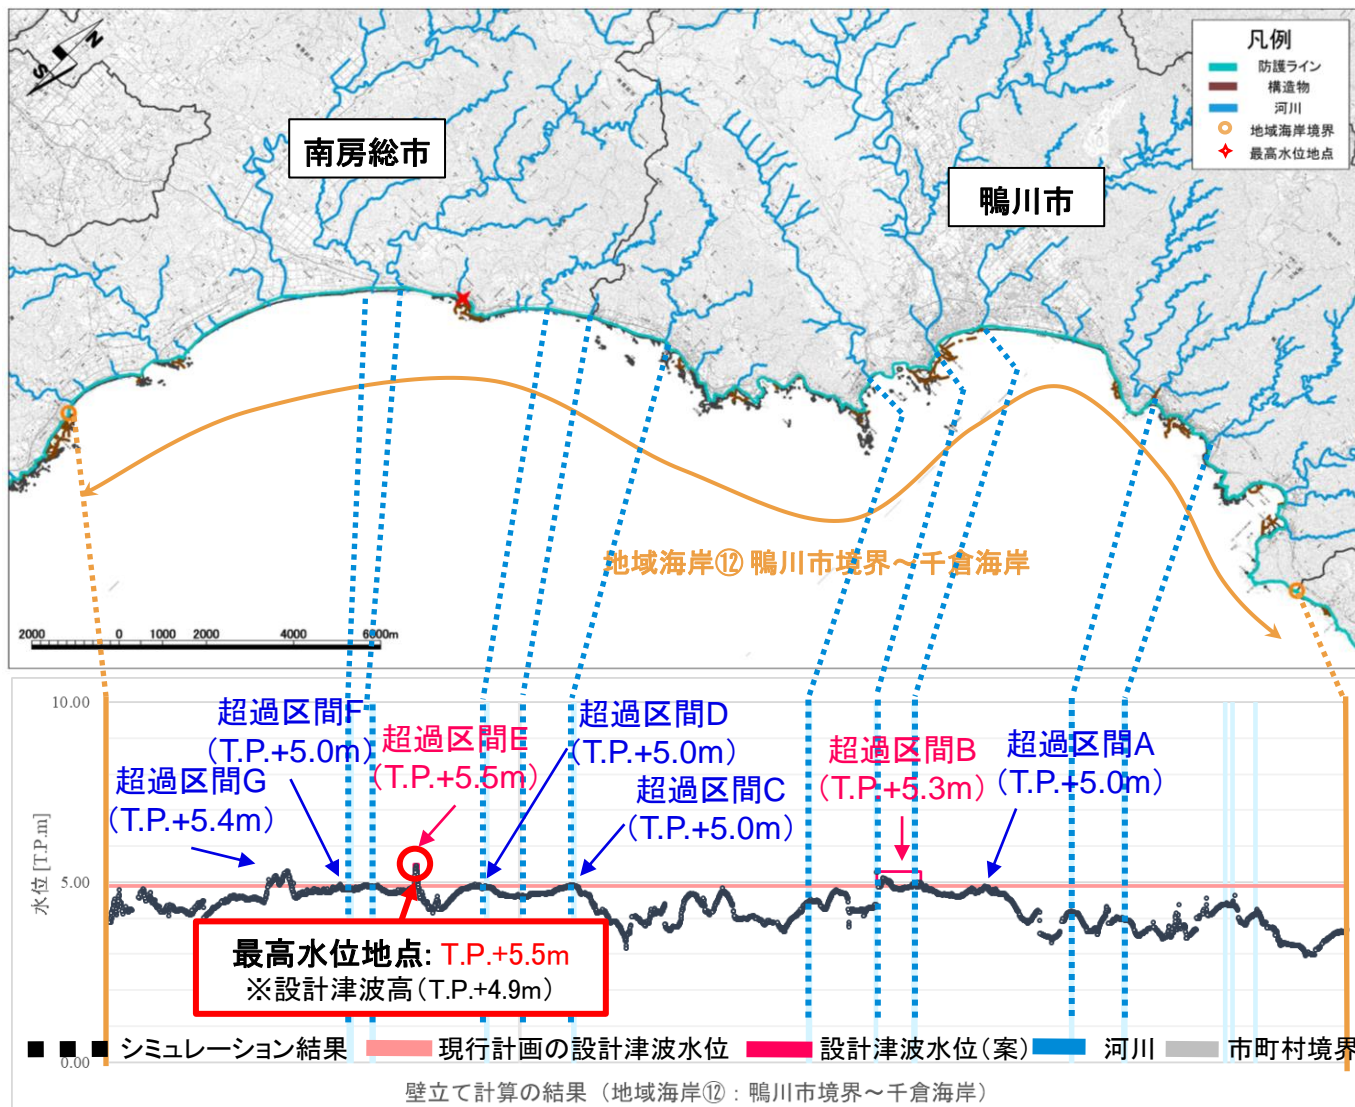 N
S
凡例
防護ライン
構造物
河川
地域海岸境界
最高水位地点
南房総市
鴨川市
地域海岸⑫ 鴨川市境界～千倉海岸
2000 0 1000 2000 4000 6000m
10.00
5.00
0.00
水位 [T.P.m]
超過区間F
(T.P.+5.0m)
超過区間E
(T.P.+5.5m)
超過区間D
(T.P.+5.0m)
超過区間B
(T.P.+5.3m)
超過区間A
(T.P.+5.0m)
超過区間G
(T.P.+5.4m)
超過区間C
(T.P.+5.0m)
最高水位地点: T.P.+5.5m
※設計津波高(T.P.+4.9m)
シミュレーション結果 現行計画の設計津波水位 設計津波水位(案) 河川 市町村境界
壁立て計算の結果（地域海岸⑫：鴨川市境界～千倉海岸）